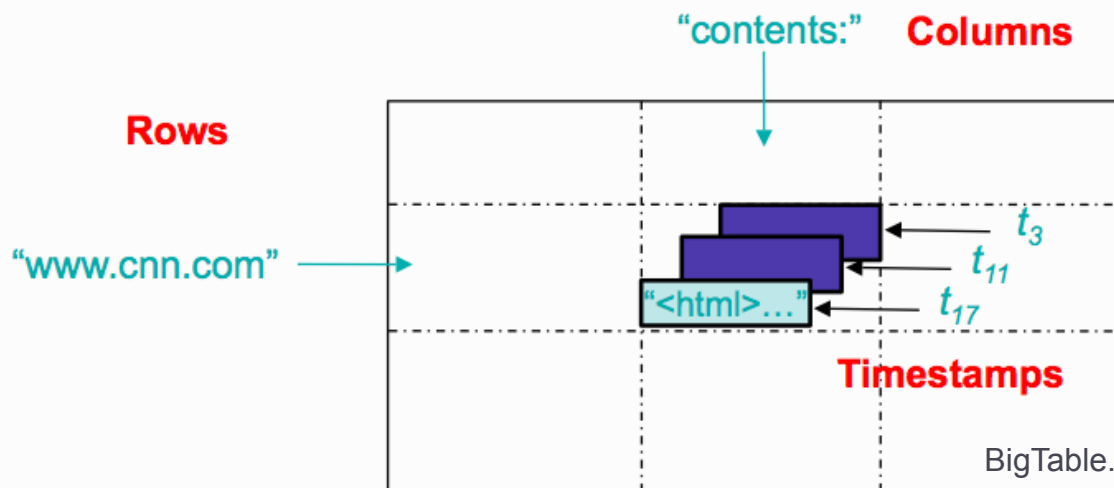 “contents:” Columns
Rows
t3
“www.cnn.com”
t11
“<html>…”
t17
Timestamps
BigTable.